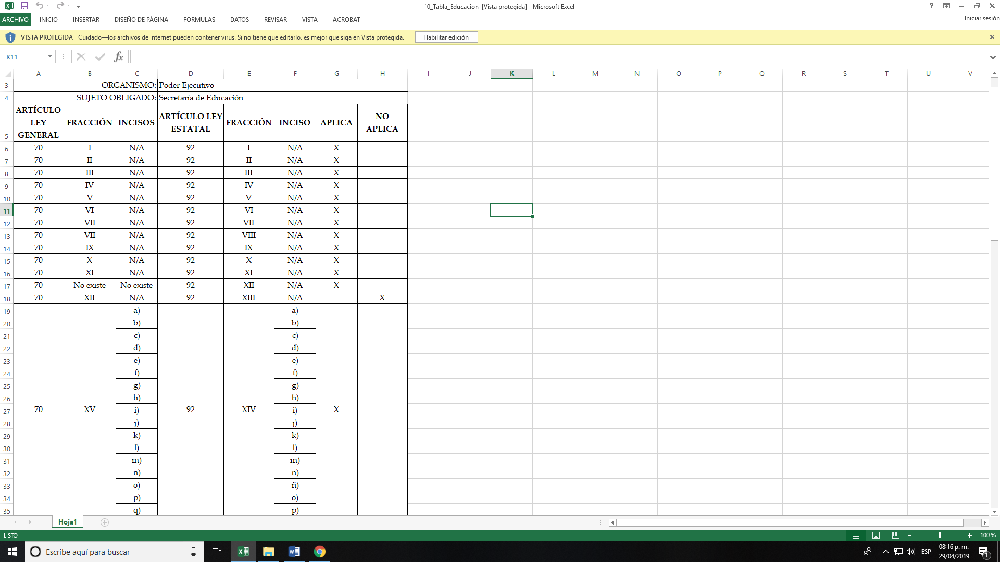 10_Tabla_Educacion [Vista protegida] - Microsoft Excel
ARCHIVO INICIO INSERTAR DISEÑO DE PÁGINA FÓRMULAS DATOS REVISAR VISTA ACROBAT Iniciar sesión
VISTA PROTEGIDA Cuidado—los archivos de Internet pueden contener virus. Si no tiene que editarlo, es mejor que siga en Vista protegida. Habilitar edición
K11 fx
A B C D E F G H I J K L M N O P Q R S T U V
3 ORGANISMO: Poder Ejecutivo
4 SUJETO OBLIGADO: Secretaría de Educación
5 ARTÍCULO LEY GENERAL FRACCIÓN INCISOS ARTÍCULO LEY ESTATAL FRACCIÓN INCISO APLICA NO APLICA
6 70 I N/A 92 I N/A X
7 70 II N/A 92 II N/A X
8 70 III N/A 92 III N/A X
9 70 IV N/A 92 IV N/A X
10 70 V N/A 92 V N/A X
11 70 VI N/A 92 VI N/A X
12 70 VII N/A 92 VII N/A X
13 70 VII N/A 92 VIII N/A X
14 70 IX N/A 92 IX N/A X
15 70 X N/A 92 X N/A X
16 70 XI N/A 92 XI N/A X
17 70 No existe No existe 92 XII N/A X
18 70 XII N/A 92 XIII N/A X
19 a) a)
20 b) b)
21 c) c)
22 d) d)
23 e) e)
24 f) f)
25 g) g)
26 h) h)
27 70 XV i) 92 XIV i) X
28 j) j)
29 k) k)
30 l) l)
31 m) m)
32 n) n)
33 o) ñ)
34 p) o)
35 q) p)
Hoja1
LISTO 100 %
Escribe aquí para buscar ESP 08:16 p. m.
29/04/2019 1